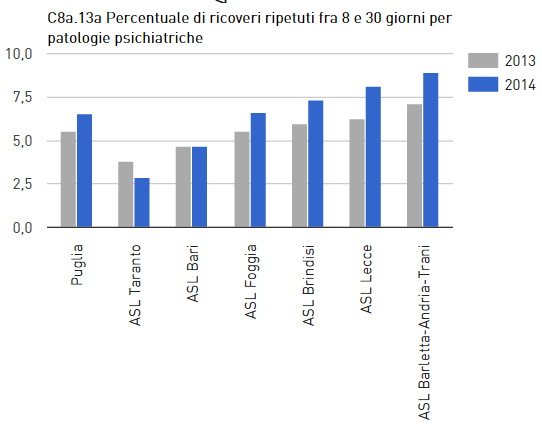 C8a.13a Percentuale di ricoveri ripetuti fra 8 e 30 giorni per
patologie psichiatriche
10,0
7,5
5,0
2,5
0,0
2013
2014
Puglia
ASL Taranto
ASL Bari
ASL Foggia
ASL Brindisi
ASL Lecce
ASL Barletta-Andria-Trani